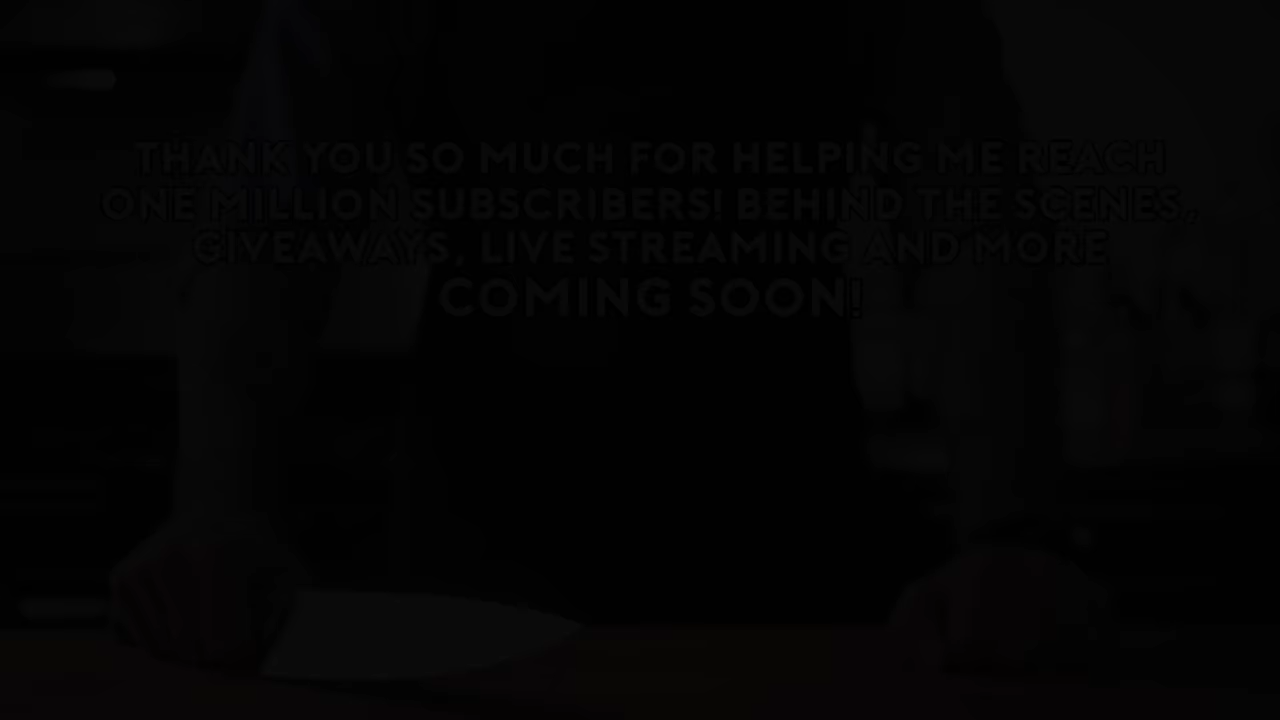 THANK YOU SO MUCH FOR HELPING ME REACH
ONE MILLION SUBSCRIBERS! BEHIND THE SCENES,
GIVEAWAYS, LIVE STREAMING AND MORE
COMING SOON!